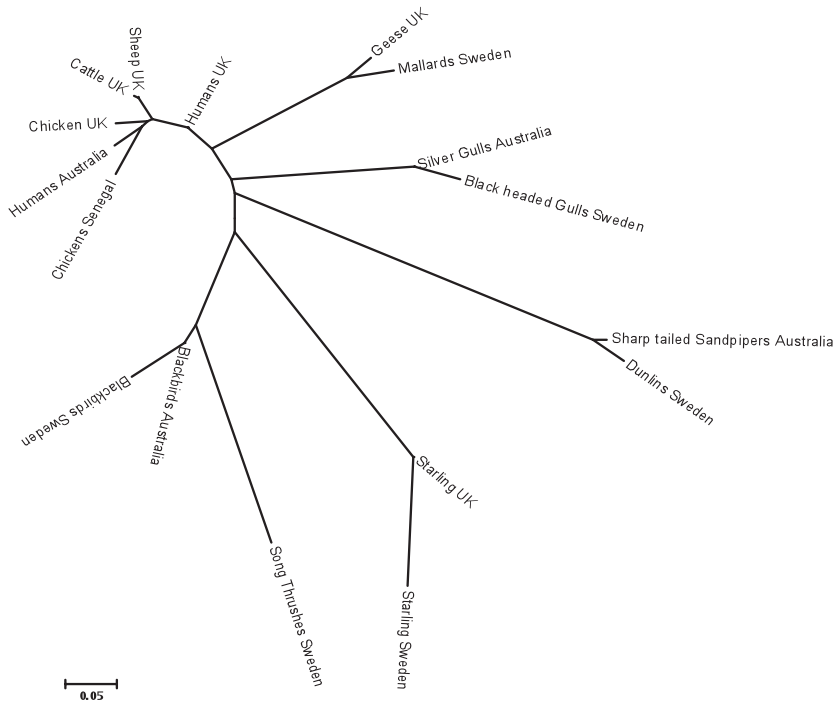 Geese UK
Sheep UK
Mallards Sweden
Humans UK
Cattle UK
Chicken UK
Silver Gulls Australia
Humans Australia
Black headed Gulls Sweden
Chickens Senegal
Sharp tailed Sandpipers Australia
Dunlins Sweden
Blackbirds Sweden
Blackbirds Australia
Starling UK
Song Thrushes Sweden
Starling Sweden
0.05